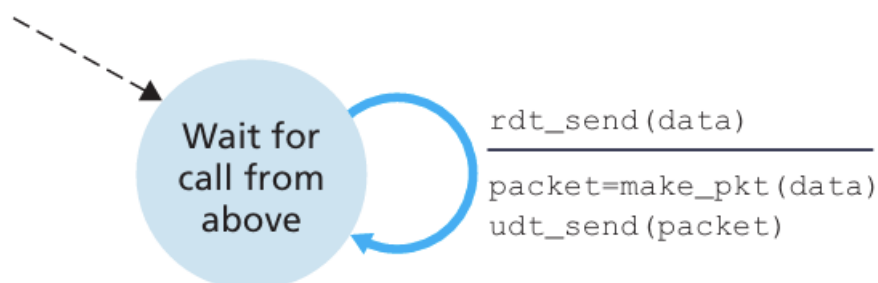 Wait for
call from
above
rdt_send(data)
packet=make_pkt(data)
udt_send(packet)